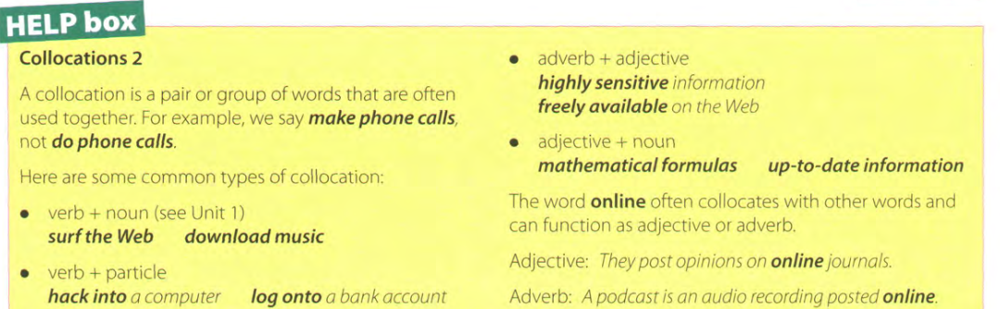 HELP box
Collocations 2
A collocation is a pair or group of words that are often
used together. For example, we say make phone calls,
not do phone calls.
Here are some common types of collocation:
● verb + noun (see Unit 1)
surf the Web download music
● verb + particle
hack into a computer log onto a bank account
● adverb + adjective
highly sensitive information
freely available on the Web
● adjective + noun
mathematical formulas up-to-date information
The word online often collocates with other words and
can function as adjective or adverb.
Adjective: They post opinions on online journals.
Adverb: A podcast is an audio recording posted online.